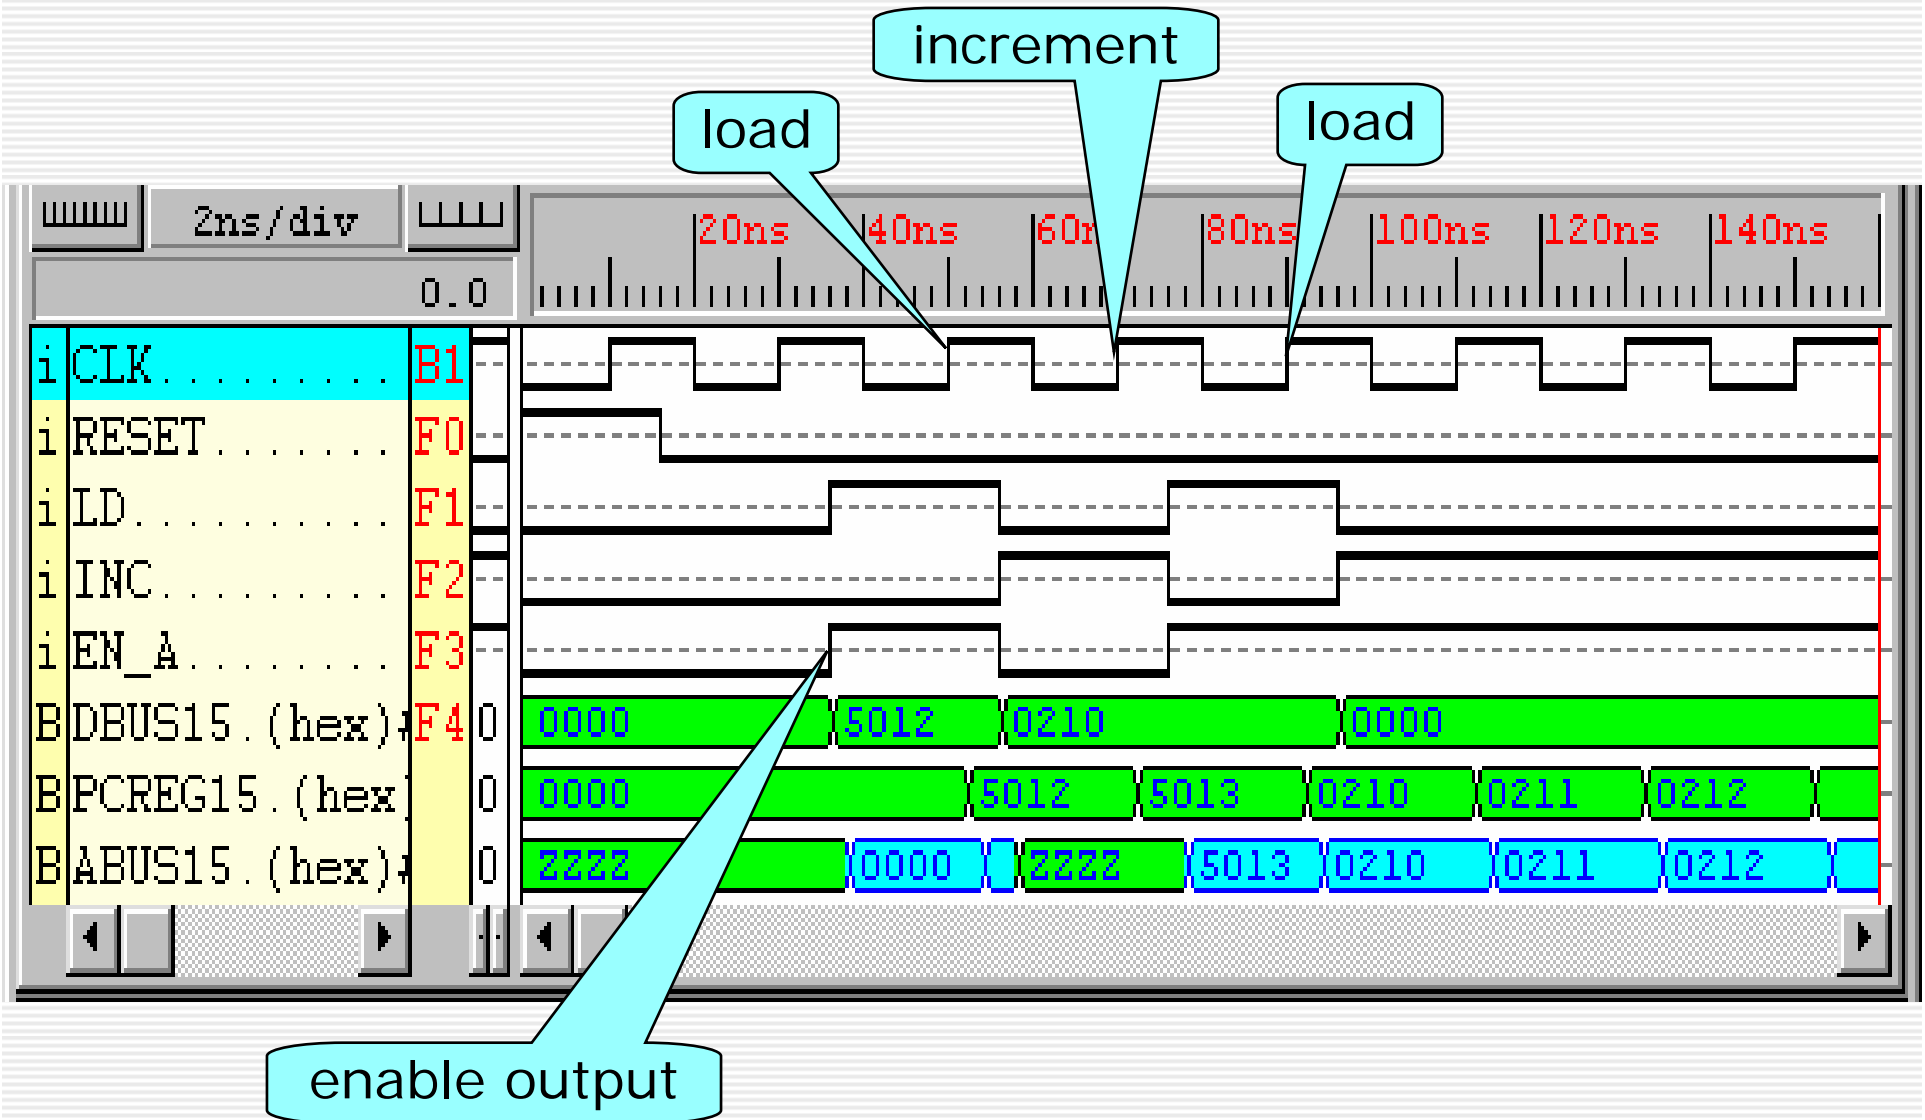 increment
load
load
2ns/div
20ns 40ns 80ns 100ns 120ns 140ns
0.0
i CLK......... B1
i RESET....... F0
i LD.......... F1
i INC......... F2
i EN_A........ F3
B DBUS15.(hex)# F4 0 0000 5012 0210 0000
B PCREG15.(hex 0 0000 5012 5013 0210 0211 0212
B ABUS15.(hex)# 0 ZZZZ 0000 ZZZZ 5013 0210 0211 0212
enable output